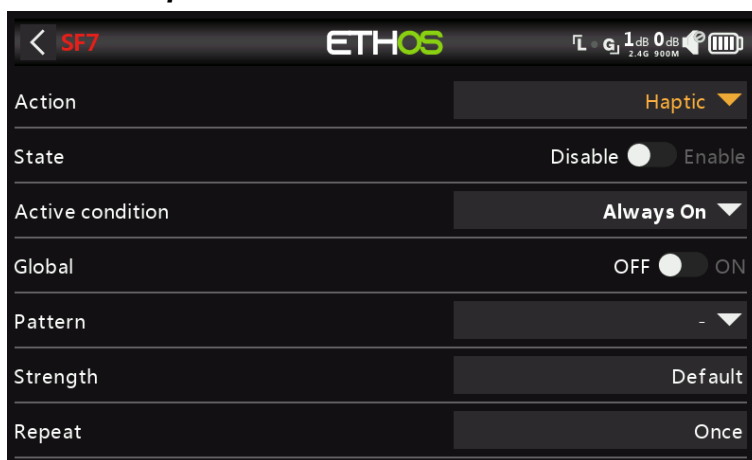 SF7 ETHOS L G 1dB 0dB
2.4G 900M
Action Haptic
State Disable Enable
Active condition Always On
Global OFF ON
Pattern -
Strength Default
Repeat Once